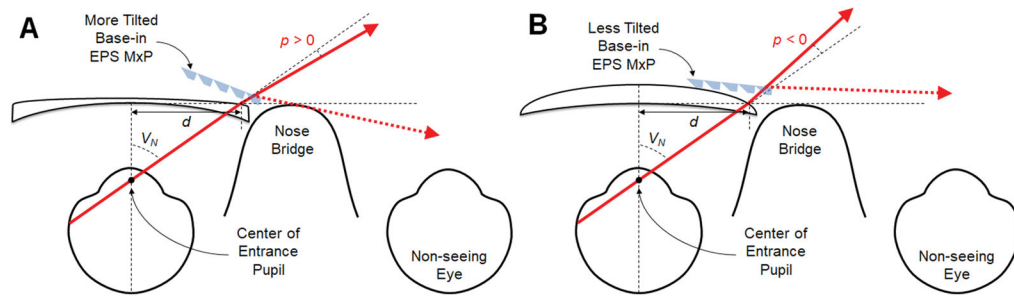 A
More Tilted
Base-in
EPS MxP
p > 0
d
V_N
Nose
Bridge
Center of
Entrance
Pupil
Non-seeing
Eye
B
Less Tilted
Base-in
EPS MxP
p < 0
d
V_N
Nose
Bridge
Center of
Entrance
Pupil
Non-seeing
Eye